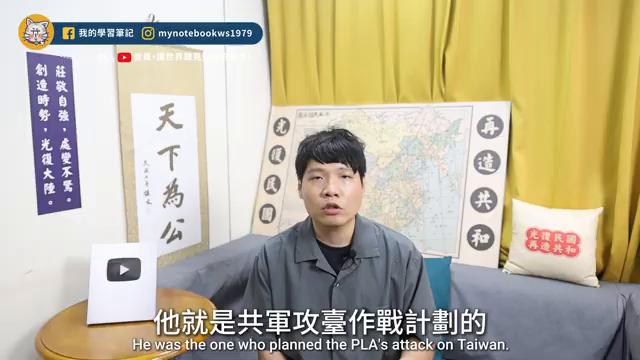 我的學習筆記
mynotebookws1979
莊敬自強，處變不驚。
創造時勢，光復大陸。
天下為公
光復民國
再造共和
光復民國
再造共和
他就是共軍攻臺作戰計劃的
He was the one who planned the PLA's attack on Taiwan.